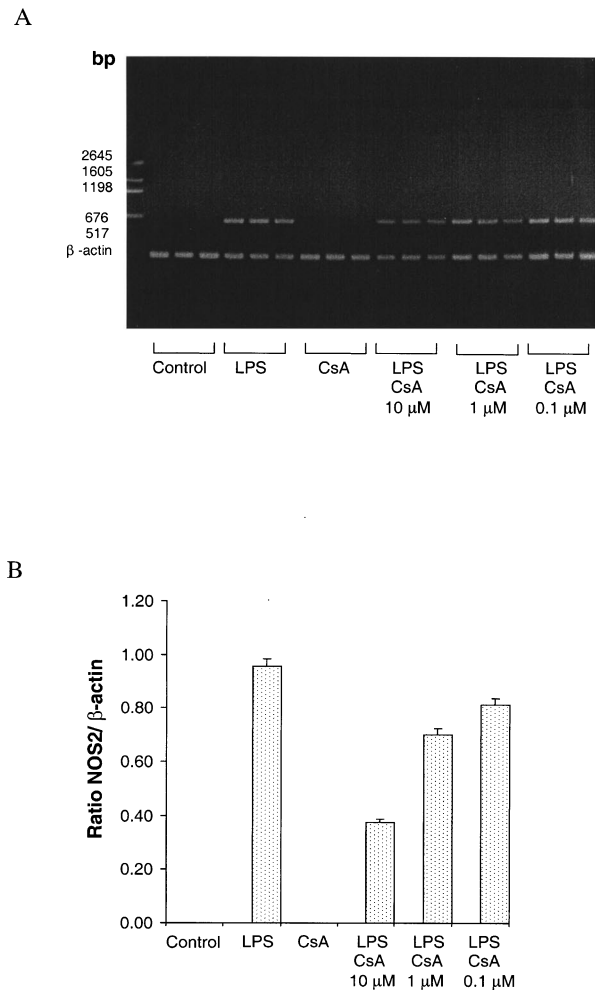 A
bp
2645
1605
1198
676
517
β -actin
Control LPS CsA LPS LPS LPS
CsA CsA CsA
10 μM 1 μM 0.1 μM
B
Ratio NOS2/ β-actin
1.20
1.00
0.80
0.60
0.40
0.20
0.00
Control LPS CsA LPS LPS LPS
CsA CsA CsA
10 μM 1 μM 0.1 μM